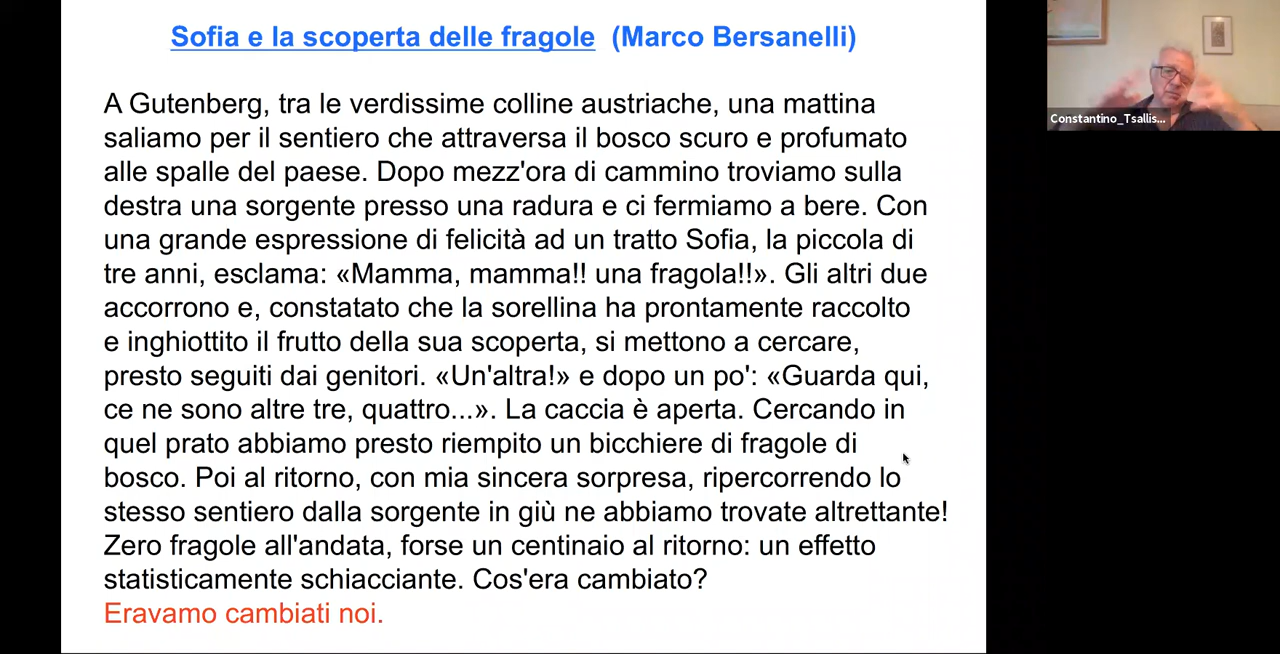 Sofia e la scoperta delle fragole (Marco Bersanelli)
A Gutenberg, tra le verdissime colline austriache, una mattina
saliamo per il sentiero che attraversa il bosco scuro e profumato
alle spalle del paese. Dopo mezz'ora di cammino troviamo sulla
destra una sorgente presso una radura e ci fermiamo a bere. Con
una grande espressione di felicità ad un tratto Sofia, la piccola di
tre anni, esclama: «Mamma, mamma!! una fragola!!». Gli altri due
accorrono e, constatato che la sorellina ha prontamente raccolto
e inghiottito il frutto della sua scoperta, si mettono a cercare,
presto seguiti dai genitori. «Un'altra!» e dopo un po': «Guarda qui,
ce ne sono altre tre, quattro...». La caccia è aperta. Cercando in
quel prato abbiamo presto riempito un bicchiere di fragole di
bosco. Poi al ritorno, con mia sincera sorpresa, ripercorrendo lo
stesso sentiero dalla sorgente in giù ne abbiamo trovate altrettante!
Zero fragole all'andata, forse un centinaio al ritorno: un effetto
statisticamente schiacciante. Cos'era cambiato?
Eravamo cambiati noi.
Constantino_Tsallis...